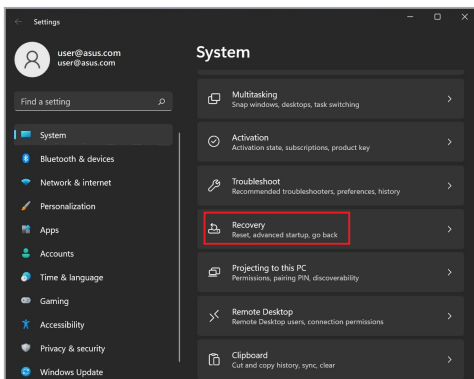 Settings
user@asus.com
user@asus.com
Find a setting
System
Bluetooth & devices
Network & internet
Personalization
Apps
Accounts
Time & language
Gaming
Accessibility
Privacy & security
Windows Update
System
Multitasking
Snap windows, desktops, task switching
Activation
Activation state, subscriptions, product key
Troubleshoot
Recommended troubleshooters, preferences, history
Recovery
Reset, advanced startup, go back
Projecting to this PC
Permissions, pairing PIN, discoverability
Remote Desktop
Remote Desktop users, connection permissions
Clipboard
Cut and copy history, sync, clear